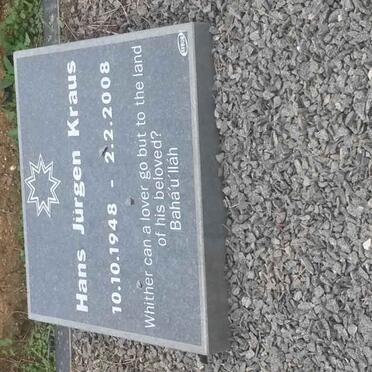 Hans Jürgen Kraus
10.10.1948 - 2.2.2008
Whither can a lover go but to the land
of his beloved?
Bahá'u'lláh